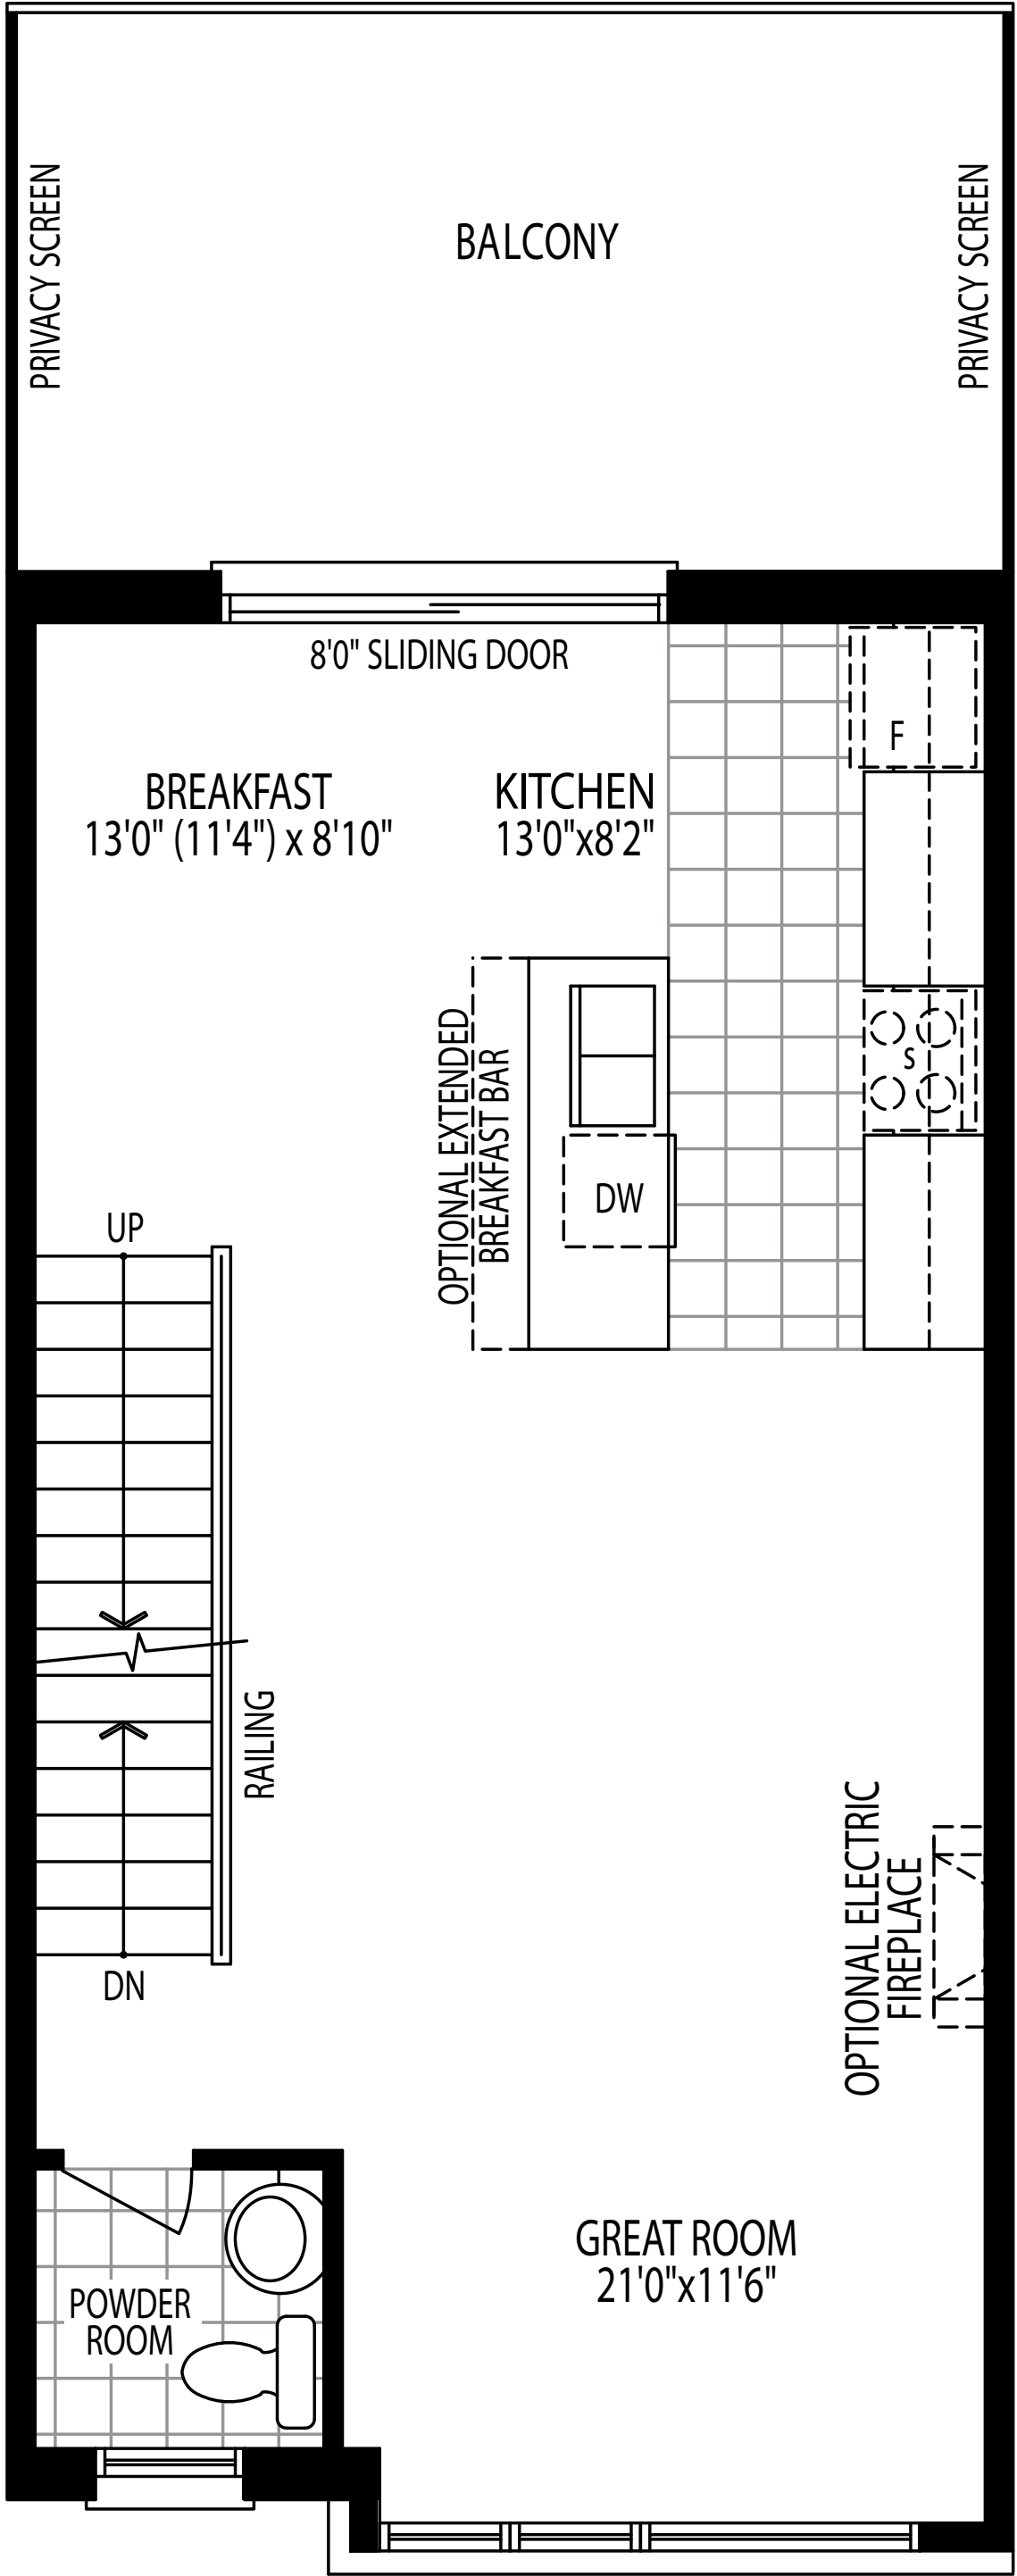 PRIVACY SCREEN
BALCONY
PRIVACY SCREEN
8'0" SLIDING DOOR
F
BREAKFAST
13'0" (11'4") x 8'10"
KITCHEN
13'0"x8'2"
OPTIONAL EXTENDED
BREAKFAST BAR
S
DW
UP
RAILING
DN
OPTIONAL ELECTRIC
FIREPLACE
GREAT ROOM
21'0"x11'6"
POWDER
ROOM